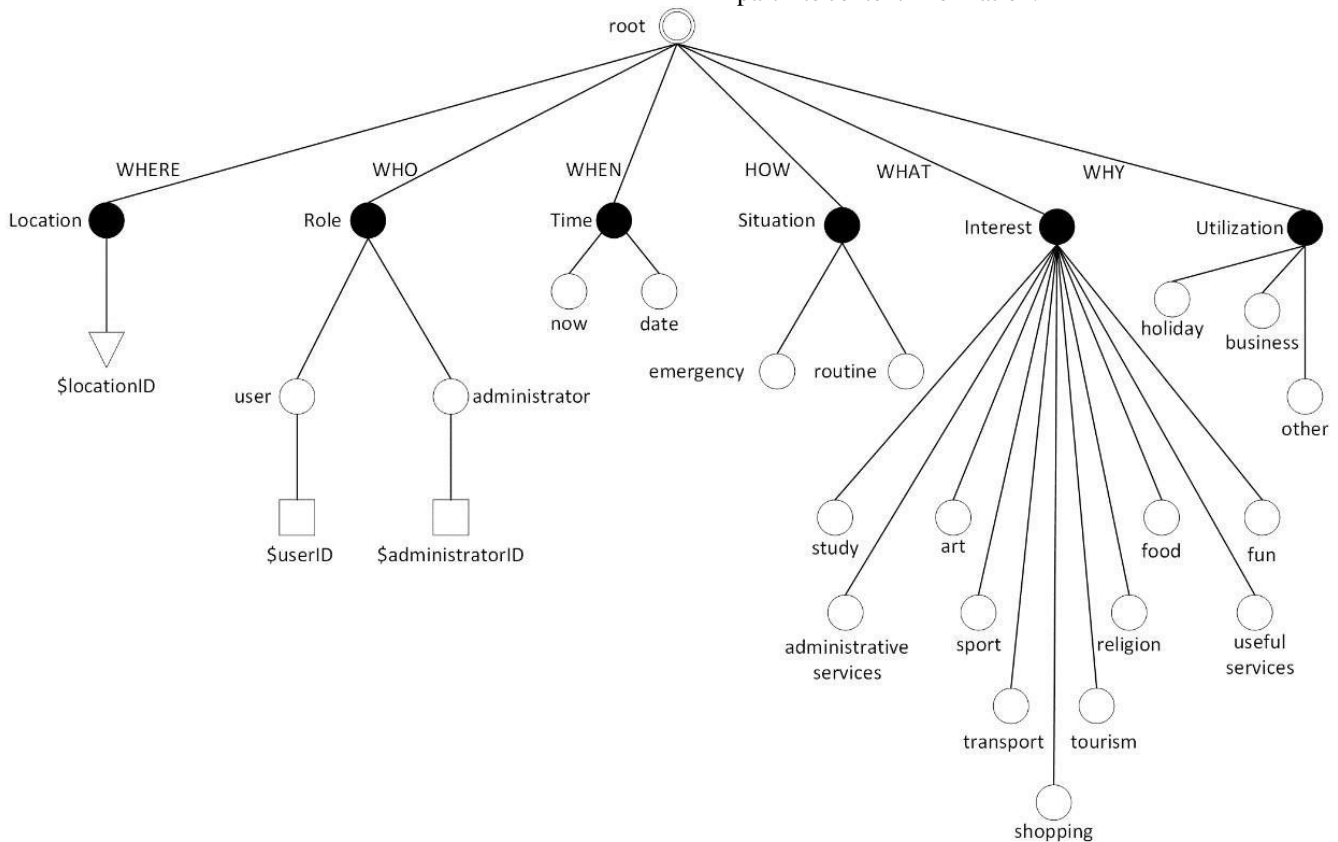 root
WHERE
WHO
WHEN
HOW
WHAT
WHY
Location
Role
Time
Situation
Interest
Utilization
now
date
holiday
business
$locationID
emergency
routine
user
administrator
other
$userID
$administratorID
study
art
food
fun
administrative
services
sport
religion
useful
services
transport
tourism
shopping